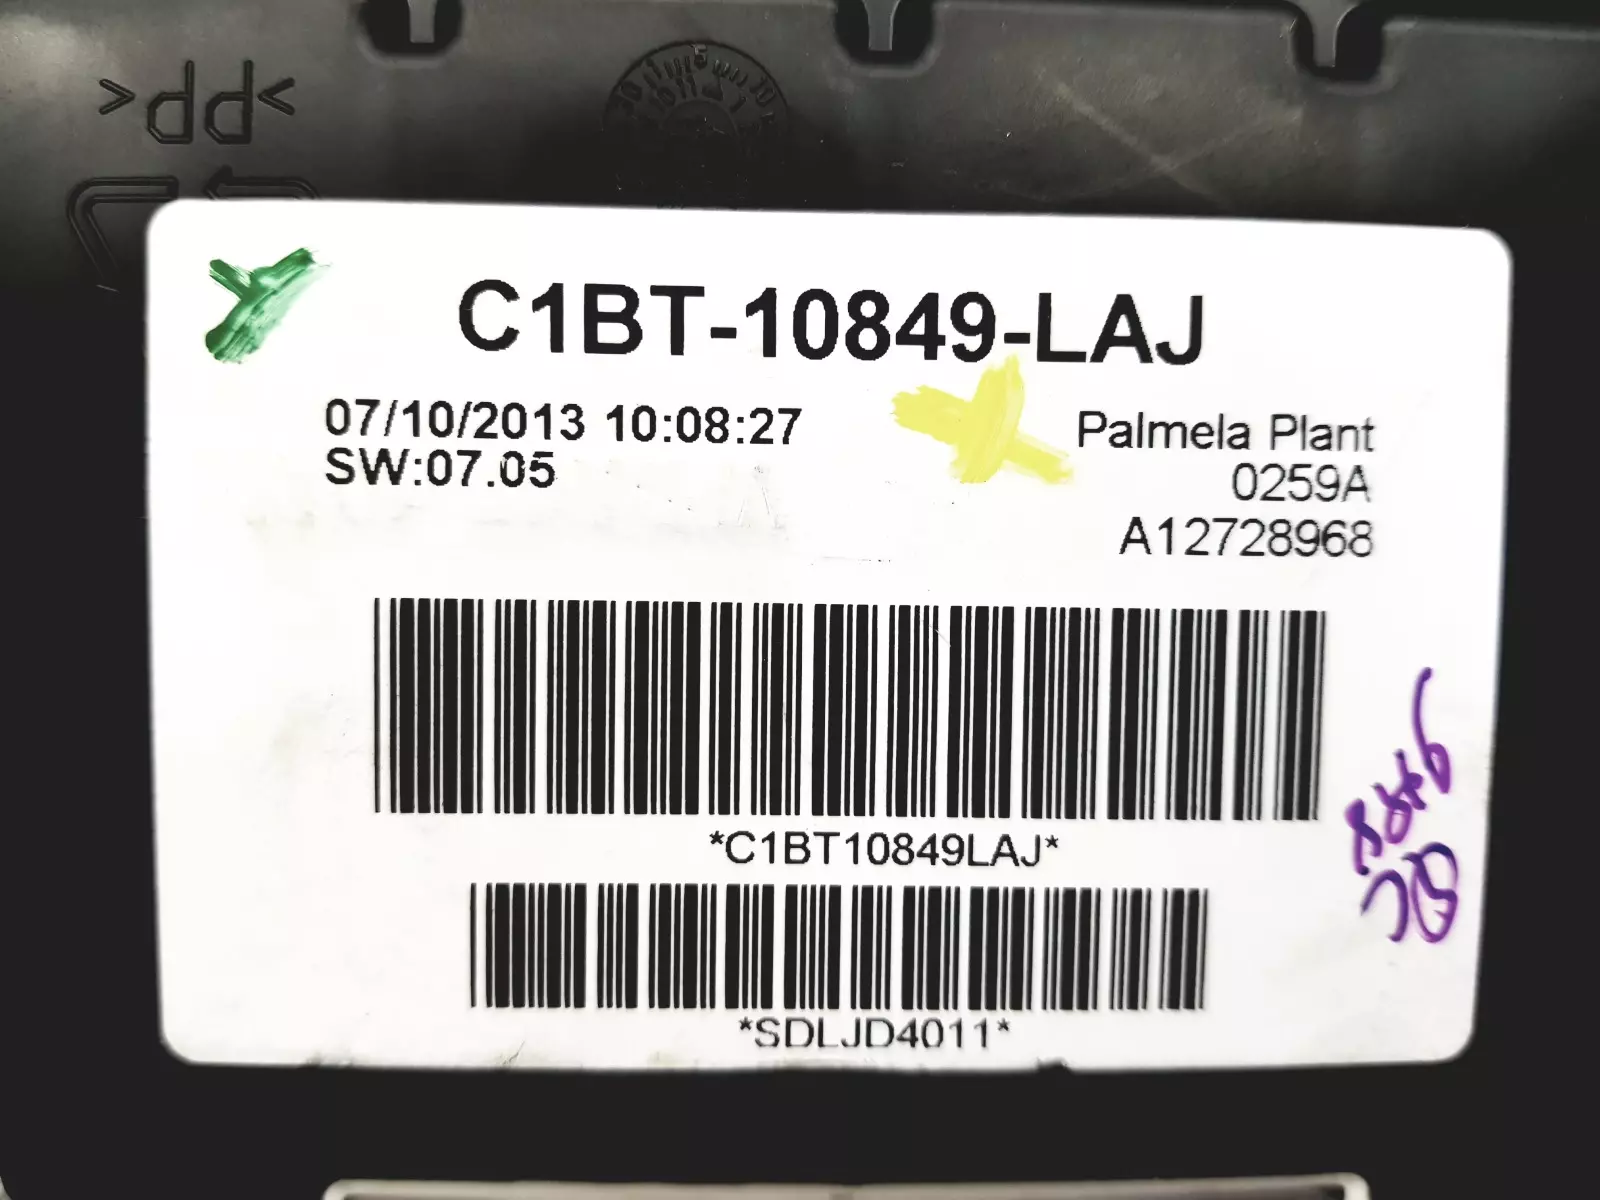 >PP<
C1BT-10849-LAJ
07/10/2013 10:08:27
SW:07.05
Palmela Plant
0259A
A12728968
*C1BT10849LAJ*
*SDLJD4011*